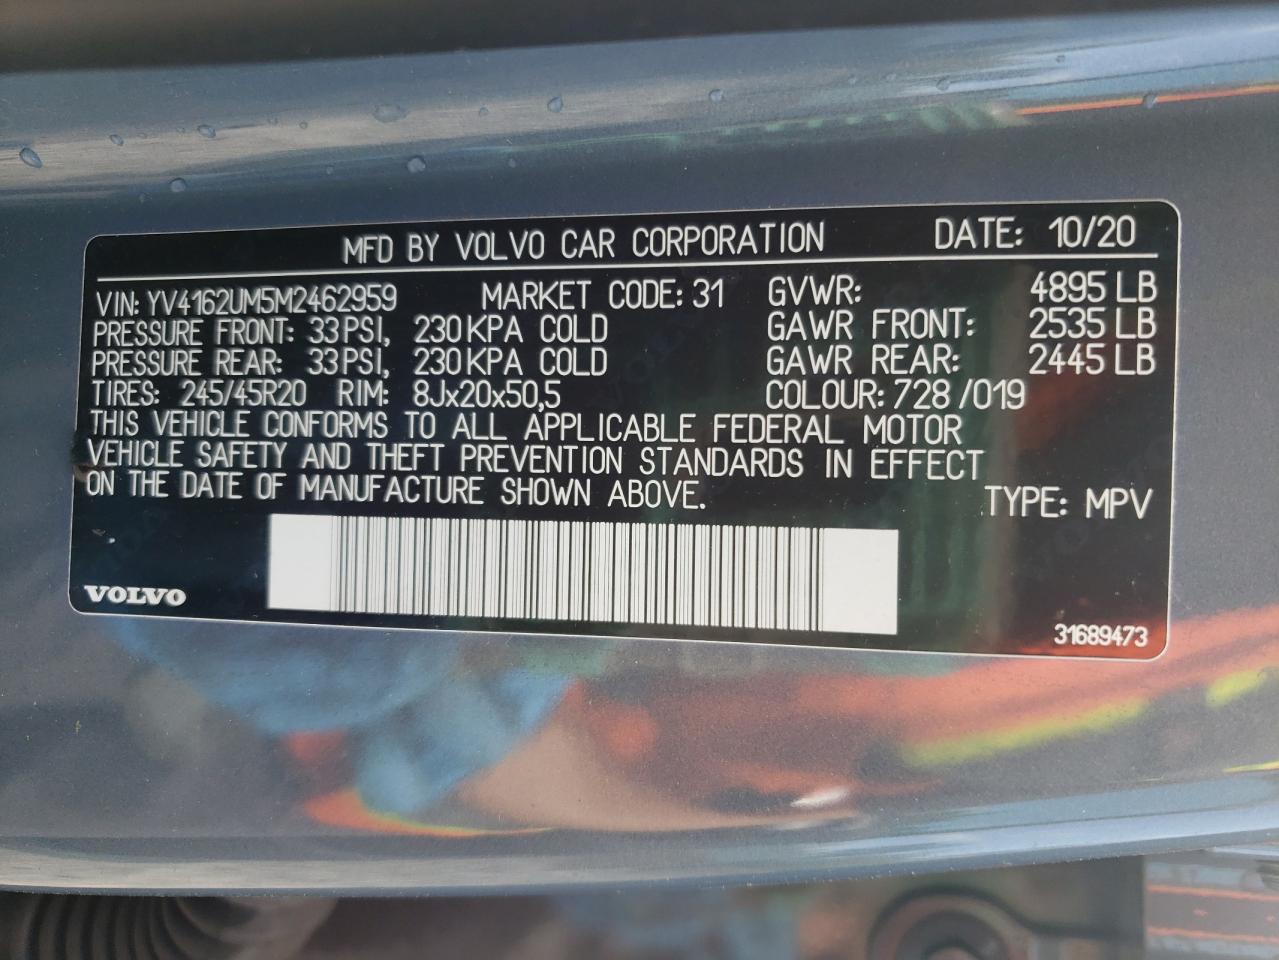 MFD BY VOLVO CAR CORPORATION DATE: 10/20
VIN: YV4162UM5M2462959 MARKET CODE: 31 GVWR: 4895 LB
PRESSURE FRONT: 33 PSI, 230 KPA COLD GAWR FRONT: 2535 LB
PRESSURE REAR: 33 PSI, 230 KPA COLD GAWR REAR: 2445 LB
TIRES: 245/45R20 RIM: 8Jx20x50,5 COLOUR: 728 /019
THIS VEHICLE CONFORMS TO ALL APPLICABLE FEDERAL MOTOR
VEHICLE SAFETY AND THEFT PREVENTION STANDARDS IN EFFECT
ON THE DATE OF MANUFACTURE SHOWN ABOVE. TYPE: MPV
VOLVO
31689473